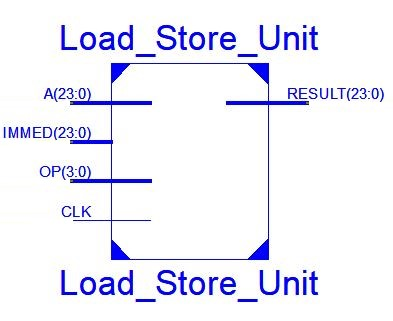 Load_Store_Unit
A(23:0)
RESULT(23:0)
IMMED(23:0)
OP(3:0)
CLK
Load_Store_Unit